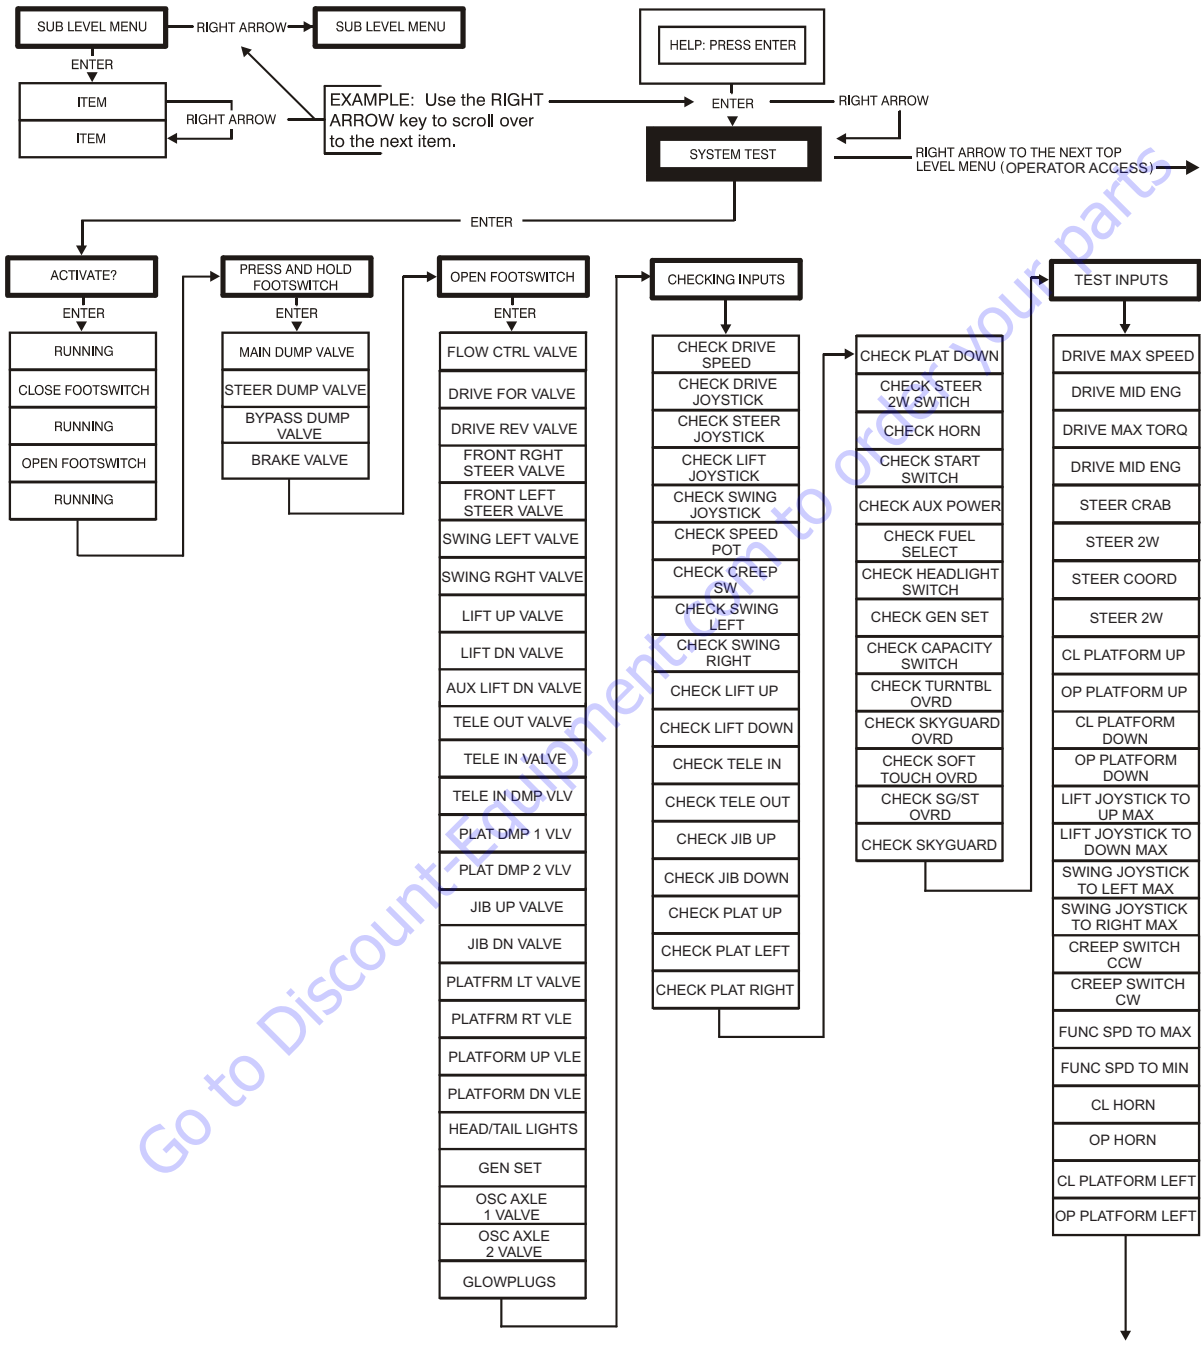 SUB LEVEL MENU
RIGHT ARROW
SUB LEVEL MENU
ENTER
ITEM
RIGHT ARROW
ITEM
EXAMPLE: Use the RIGHT
ARROW key to scroll over
to the next item.
HELP: PRESS ENTER
ENTER
RIGHT ARROW
SYSTEM TEST
RIGHT ARROW TO THE NEXT TOP
LEVEL MENU (OPERATOR ACCESS)
ENTER
ACTIVATE?
ENTER
RUNNING
CLOSE FOOTSWITCH
RUNNING
OPEN FOOTSWITCH
RUNNING
PRESS AND HOLD
FOOTSWITCH
ENTER
MAIN DUMP VALVE
STEER DUMP VALVE
BYPASS DUMP
VALVE
BRAKE VALVE
OPEN FOOTSWITCH
ENTER
FLOW CTRL VALVE
DRIVE FOR VALVE
DRIVE REV VALVE
FRONT RGHT
STEER VALVE
FRONT LEFT
STEER VALVE
SWING LEFT VALVE
SWING RGHT VALVE
LIFT UP VALVE
LIFT DN VALVE
AUX LIFT DN VALVE
TELE OUT VALVE
TELE IN VALVE
TELE IN DMP VLV
PLAT DMP 1 VLV
PLAT DMP 2 VLV
JIB UP VALVE
JIB DN VALVE
PLATFRM LT VALVE
PLATFRM RT VLE
PLATFORM UP VLE
PLATFORM DN VLE
HEAD/TAIL LIGHTS
GEN SET
OSC AXLE
1 VALVE
OSC AXLE
2 VALVE
GLOWPLUGS
CHECKING INPUTS
CHECK DRIVE
SPEED
CHECK DRIVE
JOYSTICK
CHECK STEER
JOYSTICK
CHECK LIFT
JOYSTICK
CHECK SWING
JOYSTICK
CHECK SPEED
POT
CHECK CREEP
SW
CHECK SWING
LEFT
CHECK SWING
RIGHT
CHECK LIFT UP
CHECK LIFT DOWN
CHECK TELE IN
CHECK TELE OUT
CHECK JIB UP
CHECK JIB DOWN
CHECK PLAT UP
CHECK PLAT LEFT
CHECK PLAT RIGHT
CHECK PLAT DOWN
CHECK STEER
2W SWTICH
CHECK HORN
CHECK START
SWITCH
CHECK AUX POWER
CHECK FUEL
SELECT
CHECK HEADLIGHT
SWITCH
CHECK GEN SET
CHECK CAPACITY
SWITCH
CHECK TURNTBL
OVRD
CHECK SKYGUARD
OVRD
CHECK SOFT
TOUCH OVRD
CHECK SG/ST
OVRD
CHECK SKYGUARD
TEST INPUTS
DRIVE MAX SPEED
DRIVE MID ENG
DRIVE MAX TORQ
DRIVE MID ENG
STEER CRAB
STEER 2W
STEER COORD
STEER 2W
CL PLATFORM UP
OP PLATFORM UP
CL PLATFORM
DOWN
OP PLATFORM
DOWN
LIFT JOYSTICK TO
UP MAX
LIFT JOYSTICK TO
DOWN MAX
SWING JOYSTICK
TO LEFT MAX
SWING JOYSTICK
TO RIGHT MAX
CREEP SWITCH
CCW
CREEP SWITCH
CW
FUNC SPD TO MAX
FUNC SPD TO MIN
CL HORN
OP HORN
CL PLATFORM LEFT
OP PLATFORM LEFT
Go to Discount-Equipment.com to order your parts